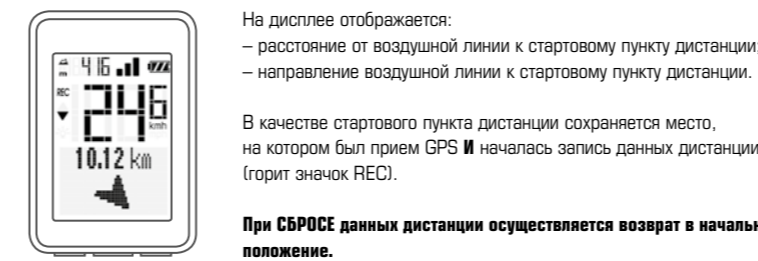 На дисплее отображается:
– расстояние от воздушной линии к стартовому пункту дистанции;
– направление воздушной линии к стартовому пункту дистанции.
В качестве стартового пункта дистанции сохраняется место,
на котором был прием GPS И началась запись данных дистанции
(горит значок REC).
При СБРОСЕ данных дистанции осуществляется возврат в начальн
положение.
m 416
REC
246
kmh
10.12 km